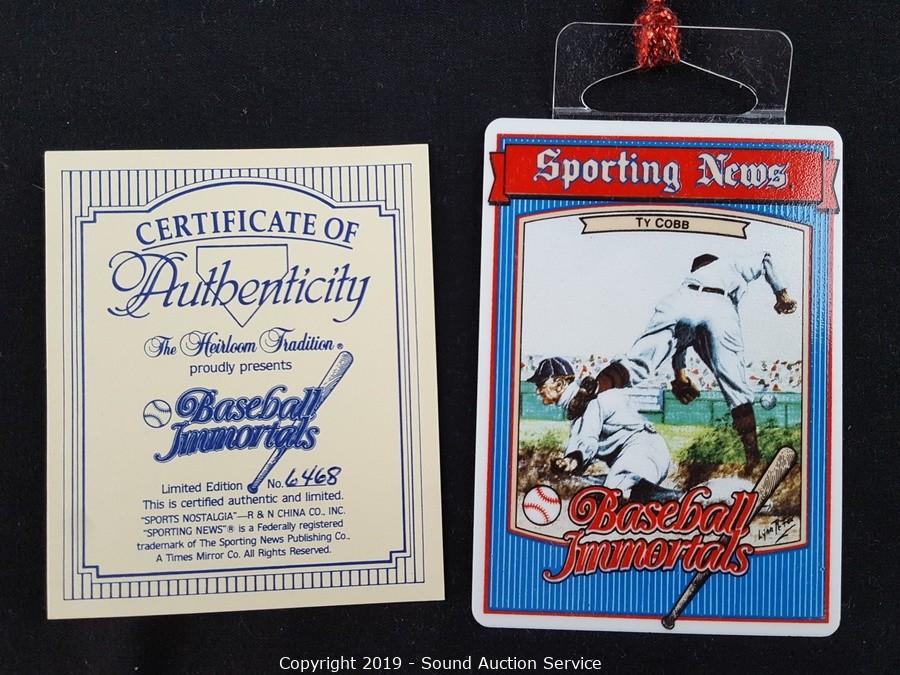 CERTIFICATE OF
Authenticity
The Heirloom Tradition®
proudly presents
Baseball
Immortals
Limited Edition No. 6468
This is certified authentic and limited.
"SPORTS NOSTALGIA"—R & N CHINA CO., INC.
"SPORTING NEWS"® is a Federally registered
trademark of The Sporting News Publishing Co.,
A Times Mirror Co. All Rights Reserved.
Sporting News
TY COBB
Baseball
Immortals
Copyright 2019 - Sound Auction Service